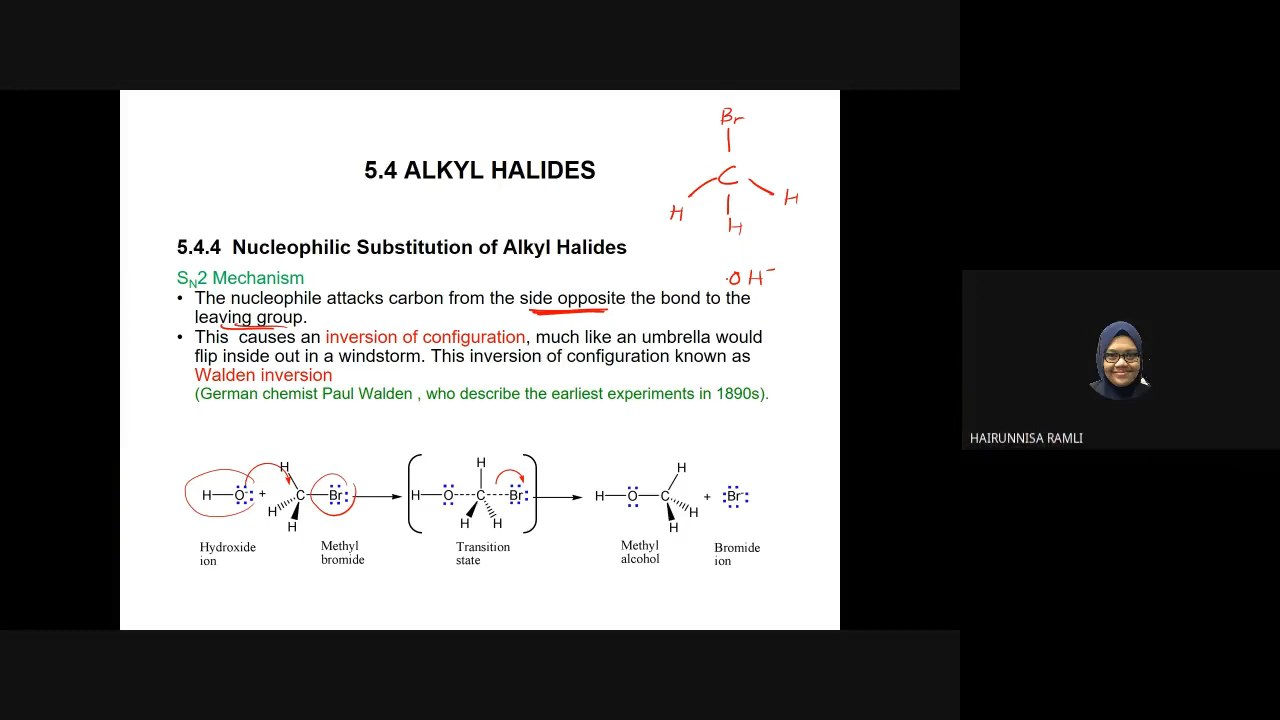 Br
5.4 ALKYL HALIDES
C
H
H
H
5.4.4 Nucleophilic Substitution of Alkyl Halides
OH⁻
SN2 Mechanism
• The nucleophile attacks carbon from the side opposite the bond to the
leaving group.
• This causes an inversion of configuration, much like an umbrella would
flip inside out in a windstorm. This inversion of configuration known as
Walden inversion
(German chemist Paul Walden , who describe the earliest experiments in 1890s).
HAIRUNNISA RAMLI
H H H
H—O + C—Br H—O----C----Br H—O—C + Br
H H
H H H H
Hydroxide Methyl Transition Methyl Bromide
ion bromide state alcohol ion